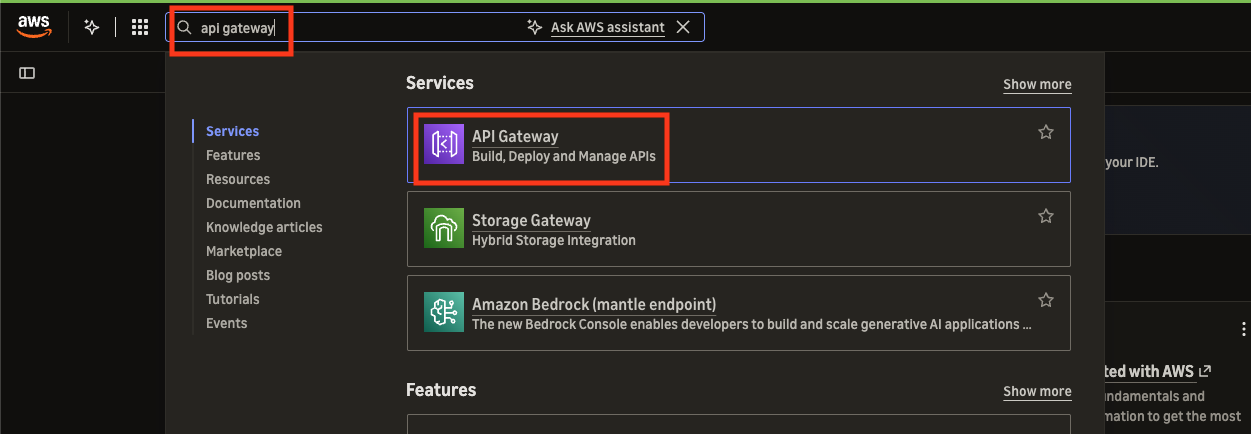 aws
api gateway
Ask AWS assistant
Services
Show more
Services
Features
Resources
Documentation
Knowledge articles
Marketplace
Blog posts
Tutorials
Events
API Gateway
Build, Deploy and Manage APIs
Storage Gateway
Hybrid Storage Integration
Amazon Bedrock (mantle endpoint)
The new Bedrock Console enables developers to build and scale generative AI applications ...
Features
Show more
your IDE.
ted with AWS
undamentals and
mation to get the most